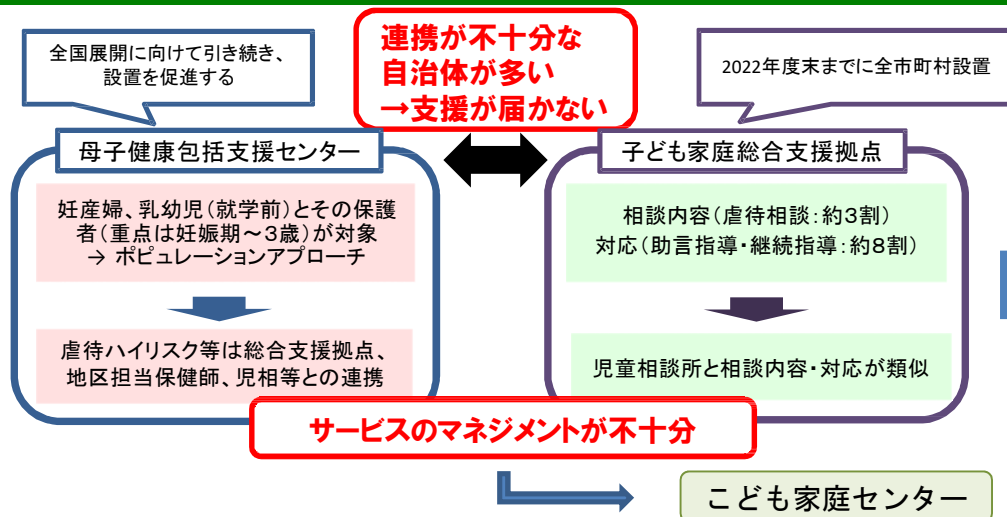 全国展開に向けて引き続き、
設置を促進する
連携が不十分な
自治体が多い
→支援が届かない
2022年度末までに全市町村設置
母子健康包括支援センター
子ども家庭総合支援拠点
妊産婦、乳幼児(就学前)とその保護
者(重点は妊娠期～3歳)が対象
→ ポピュレーションアプローチ
相談内容(虐待相談:約3割)
対応(助言指導・継続指導:約8割)
虐待ハイリスク等は総合支援拠点、
地区担当保健師、児相等との連携
児童相談所と相談内容・対応が類似
サービスのマネジメントが不十分
こども家庭センター